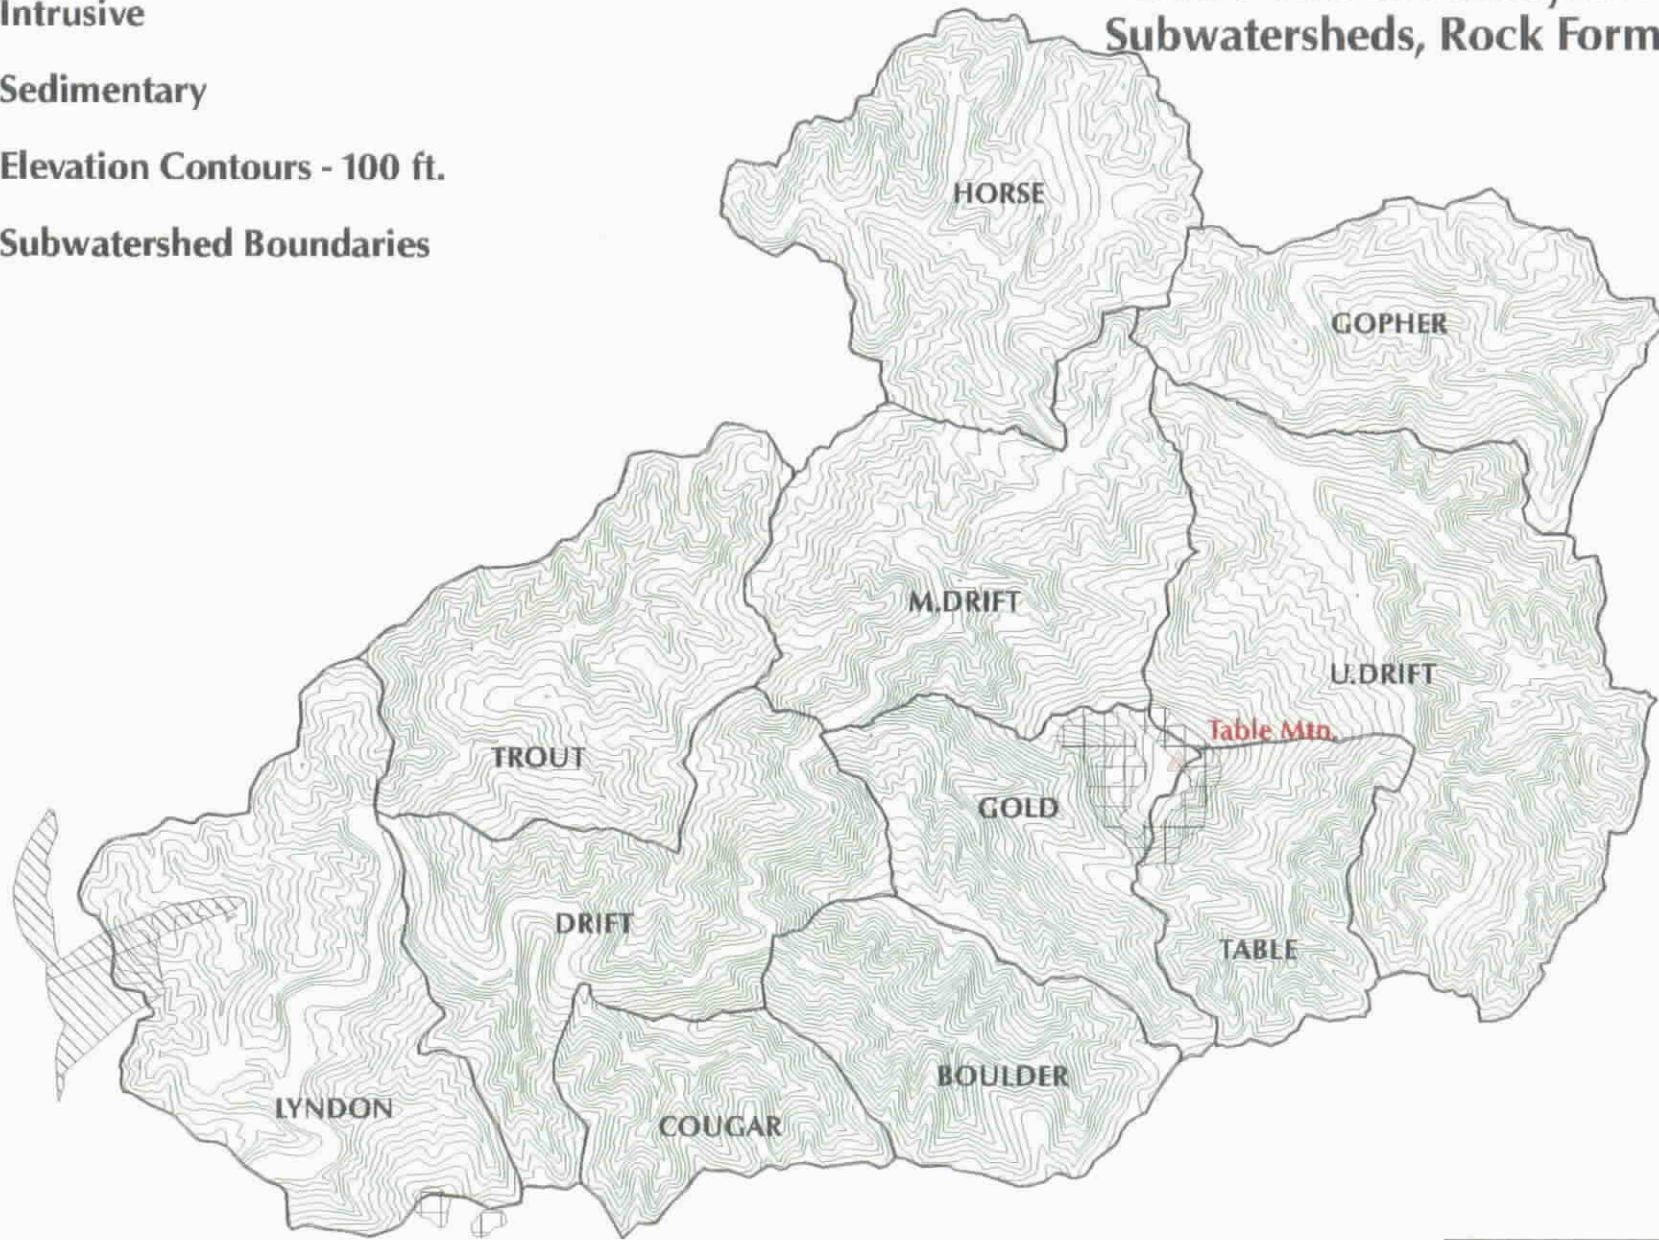 Intrusive
Subwatersheds, Rock Form
Sedimentary
Elevation Contours - 100 ft.
HORSE
Subwatershed Boundaries
GOPHER
M.DRIFT
U.DRIFT
Table Mtn.
TROUT
GOLD
DRIFT
TABLE
BOULDER
LYNDON
COUGAR